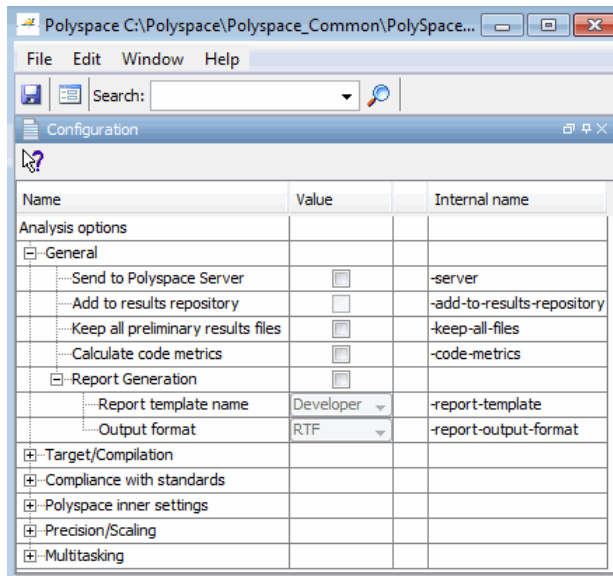 Polyspace C:\Polyspace\Polyspace_Common\PolySpace...
File Edit Window Help
Search:
Configuration
Name Value Internal name
Analysis options
General
Send to Polyspace Server -server
Add to results repository -add-to-results-repository
Keep all preliminary results files -keep-all-files
Calculate code metrics -code-metrics
Report Generation
Report template name Developer -report-template
Output format RTF -report-output-format
Target/Compilation
Compliance with standards
Polyspace inner settings
Precision/Scaling
Multitasking